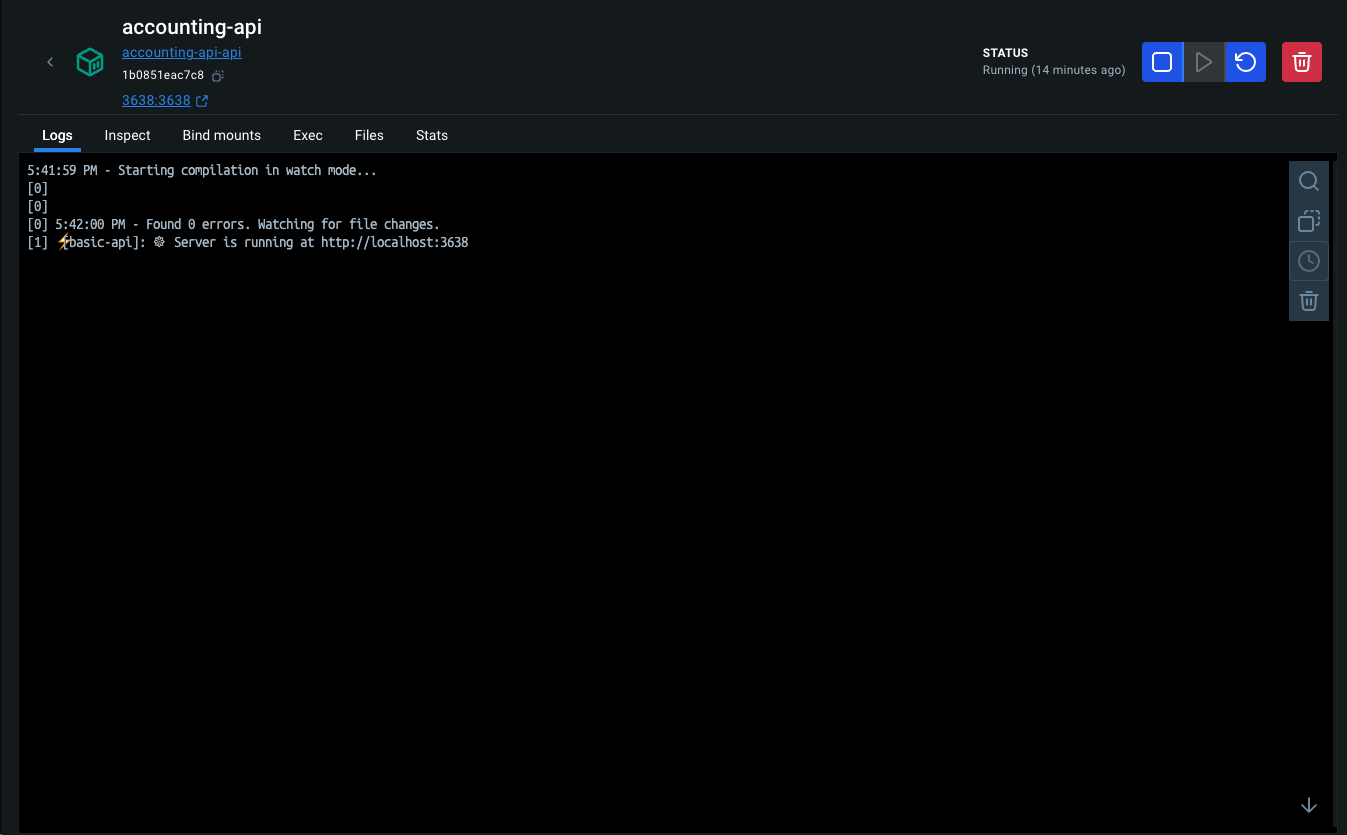 accounting-api
accounting-api-api
1b0851eac7c8
3638:3638
STATUS
Running (14 minutes ago)
Logs Inspect Bind mounts Exec Files Stats
5:41:59 PM - Starting compilation in watch mode...
[0]
[0]
[0] 5:42:00 PM - Found 0 errors. Watching for file changes.
[1] ⚡[basic-api]: ☸ Server is running at http://localhost:3638